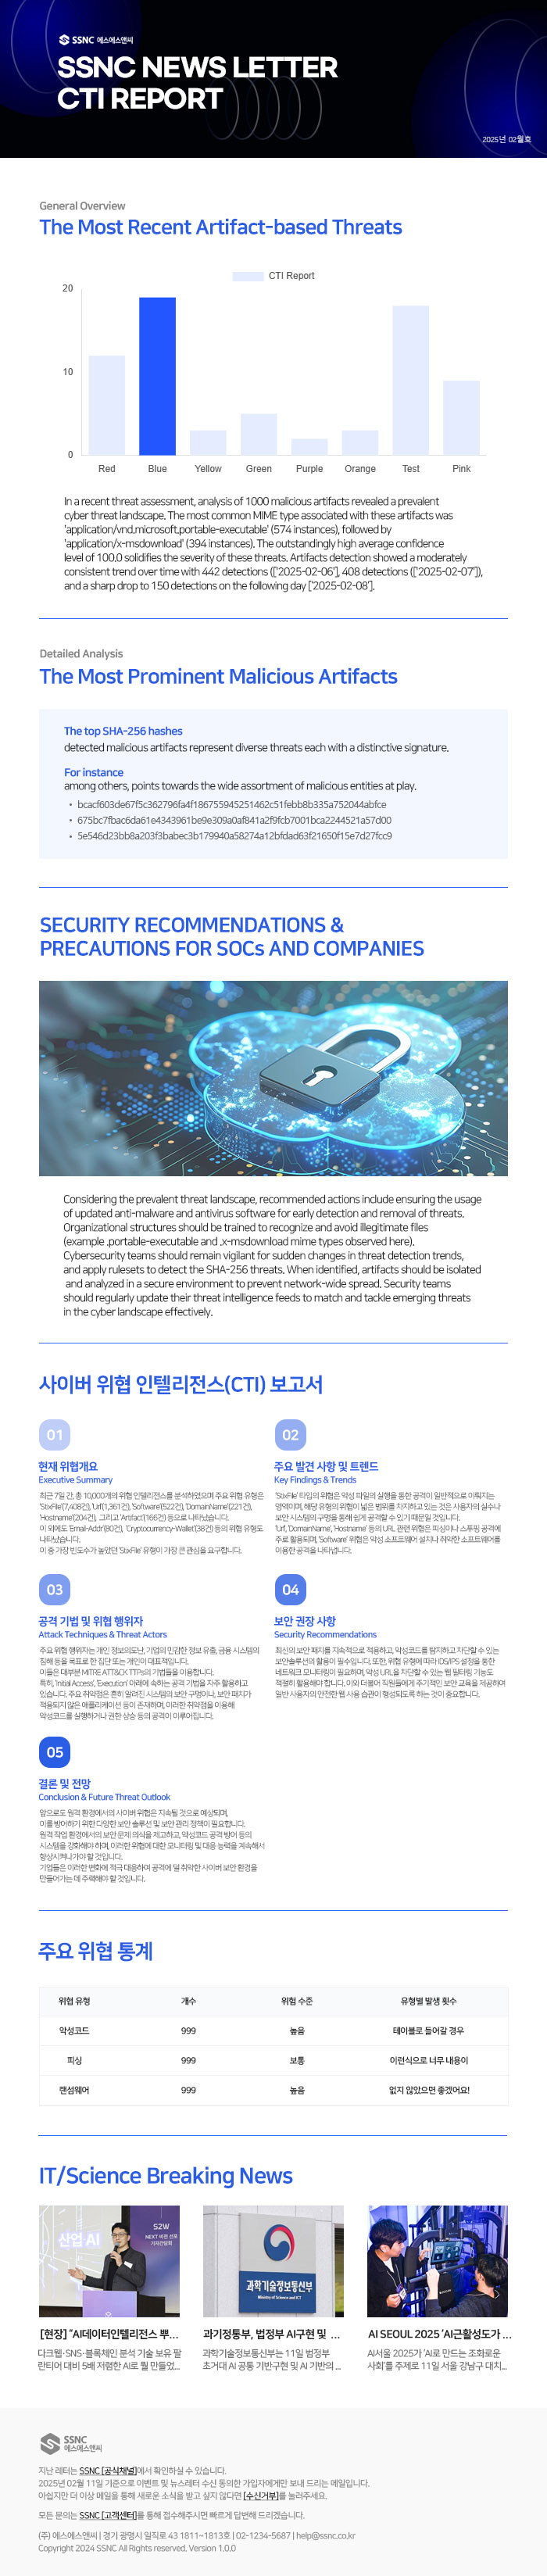 SSNC 에스에스앤씨
SSNC NEWS LETTER
CTI REPORT
2025년 02월호
General Overview
The Most Recent Artifact-based Threats
CTI Report
20
10
0
Red Blue Yellow Green Purple Orange Test Pink
In a recent threat assessment, analysis of 1000 malicious artifacts revealed a prevalent
cyber threat landscape. The most common MIME type associated with these artifacts was
'application/vnd.microsoft.portable-executable' (574 instances), followed by
'application/x-msdownload' (394 instances). The outstandingly high average confidence
level of 100.0 solidifies the severity of these threats. Artifacts detection showed a moderately
consistent trend over time with 442 detections (['2025-02-06'], 408 detections (['2025-02-07']),
and a sharp drop to 150 detections on the following day ['2025-02-08'].
Detailed Analysis
The Most Prominent Malicious Artifacts
The top SHA-256 hashes
detected malicious artifacts represent diverse threats each with a distinctive signature.
For instance
among others, points towards the wide assortment of malicious entities at play.
• bcacf603de67f5c362796fa4f186755945251462c51febb8b335a752044abfce
• 675bc7fbac6da61e4343961be9e309a0af841a2f9fcb7001bca2244521a57d00
• 5e546d23bb8a203f3babec3b179940a58274a12bfdad63f21650f15e7d27fcc9
SECURITY RECOMMENDATIONS &
PRECAUTIONS FOR SOCs AND COMPANIES
Considering the prevalent threat landscape, recommended actions include ensuring the usage
of updated anti-malware and antivirus software for early detection and removal of threats.
Organizational structures should be trained to recognize and avoid illegitimate files
(example .portable-executable and .x-msdownload mime types observed here).
Cybersecurity teams should remain vigilant for sudden changes in threat detection trends,
and apply rulesets to detect the SHA-256 threats. When identified, artifacts should be isolated
and analyzed in a secure environment to prevent network-wide spread. Security teams
should regularly update their threat intelligence feeds to match and tackle emerging threats
in the cyber landscape effectively.
사이버 위협 인텔리전스(CTI) 보고서
01
현재 위협개요
Executive Summary
최근 7일 간, 총 10,000개의 위협 인텔리전스를 분석하였으며 주요 위협 유형은
'StixFile'(7,408건), 'Url'(1,361건), 'Software'(522건), 'DomainName'(221건),
'Hostname'(204건), 그리고 'Artifact'(166건) 등으로 나타났습니다.
이 외에도 'Email-Addr'(80건), 'Cryptocurrency-Wallet'(38건) 등의 위협 유형도
나타났습니다.
이 중 가장 빈도수가 높았던 'StixFile' 유형이 가장 큰 관심을 요구합니다.
02
주요 발견 사항 및 트렌드
Key Findings & Trends
'StixFile' 타입의 위협은 악성 파일의 실행을 통한 공격이 일반적으로 이뤄지는
영역이며, 해당 유형의 위협이 넓은 범위를 차지하고 있는 것은 사용자의 실수나
보안 시스템의 구멍을 통해 쉽게 공격할 수 있기 때문일 것입니다.
'Url', 'Domain Name', 'Hostname' 등의 URL 관련 위협은 피싱이나 스푸핑 공격에
주로 활용되며, 'Software' 위협은 악성 소프트웨어 설치나 취약한 소프트웨어를
이용한 공격을 나타냅니다.
03
공격 기법 및 위협 행위자
Attack Techniques & Threat Actors
주요 위협 행위자는 개인 정보의도난, 기업의 민감한 정보 유출, 금융 시스템의
침해 등을 목표로 한 집단 또는 개인이 대표적입니다.
이들은 대부분 MITRE ATT&CK TTPs의 기법들을 이용합니다.
특히, 'Initial Access', 'Execution' 아래에 속하는 공격 기법을 자주 활용하고
있습니다. 주요 취약점은 흔히 알려진 시스템의 보안 구멍이나, 보안 패치가
적용되지 않은 애플리케이션 등이 존재하며, 이러한 취약점을 이용해
악성코드를 실행하거나 권한 상승 등의 공격이 이루어집니다.
04
보안 권장 사항
Security Recommendations
최신의 보안 패치를 지속적으로 적용하고, 악성코드를 탐지하고 차단할 수 있는
보안솔루션의 활용이 필수입니다. 또한, 위협 유형에 따라 IDS/IPS 설정을 통한
네트워크 모니터링이 필요하며, 악성 URL을 차단할 수 있는 웹 필터링 기능도
적절히 활용해야 합니다. 이와 더불어 직원들에게 주기적인 보안 교육을 제공하여
일반 사용자의 안전한 웹 사용 습관이 형성되도록 하는 것이 중요합니다.
05
결론 및 전망
Conclusion & Future Threat Outlook
앞으로도 원격 환경에서의 사이버 위협은 지속될 것으로 예상되며,
이를 방어하기 위한 다양한 보안 솔루션 및 보안 관리 정책이 필요합니다.
원격 작업 환경에서의 보안 문제 의식을 제고하고, 악성코드 공격 방어 등의
시스템을 강화해야 하며, 이러한 위협에 대한 모니터링 및 대응 능력을 계속해서
향상시켜나가야 할 것입니다.
기업들은 이러한 변화에 적극 대응하여 공격에 덜 취약한 사이버 보안 환경을
만들어가는 데 주력해야 할 것입니다.
주요 위협 통계
위협 유형 개수 위험 수준 유형별 발생 횟수
악성코드 999 높음 테이블로 들어갈 경우
피싱 999 보통 이런식으로 너무 내용이
랜섬웨어 999 높음 없지 않았으면 좋겠어요!
IT/Science Breaking News
산업 AI
S2W
NEXT 비전 선포
기자간담회
과학기술정보통신부
Ministry of Science and ICT
[현장] "AI데이터인텔리전스 뿌...
다크웹·SNS·블록체인 분석 기술 보유 팔
란티어 대비 5배 저렴한 AI로 뭘 만들었...
과기정통부, 범정부 AI구현 및 ...
과학기술정보통신부는 11일 범정부
초거대 AI 공통 기반구현 및 AI 기반의 ...
AI SEOUL 2025 'AI근활성도가 ...
AI서울 2025가 'AI로 만드는 조화로운
사회'를 주제로 11일 서울 강남구 대치...
SSNC
에스에스앤씨
지난 레터는 SSNC [공식채널]에서 확인하실 수 있습니다.
2025년 02월 11일 기준으로 이벤트 및 뉴스레터 수신 동의한 가입자에게만 보내 드리는 메일입니다.
아쉽지만 더 이상 메일을 통해 새로운 소식을 받고 싶지 않다면 [수신거부]를 눌러주세요.
모든 문의는 SSNC [고객센터]를 통해 접수해주시면 빠르게 답변해 드리겠습니다.
(주) 에스에스앤씨 | 경기 광명시 일직로 43 1811~1813호 | 02-1234-5687 | help@ssnc.co.kr
Copyright 2024 SSNC All Rights reserved. Version 1.0.0